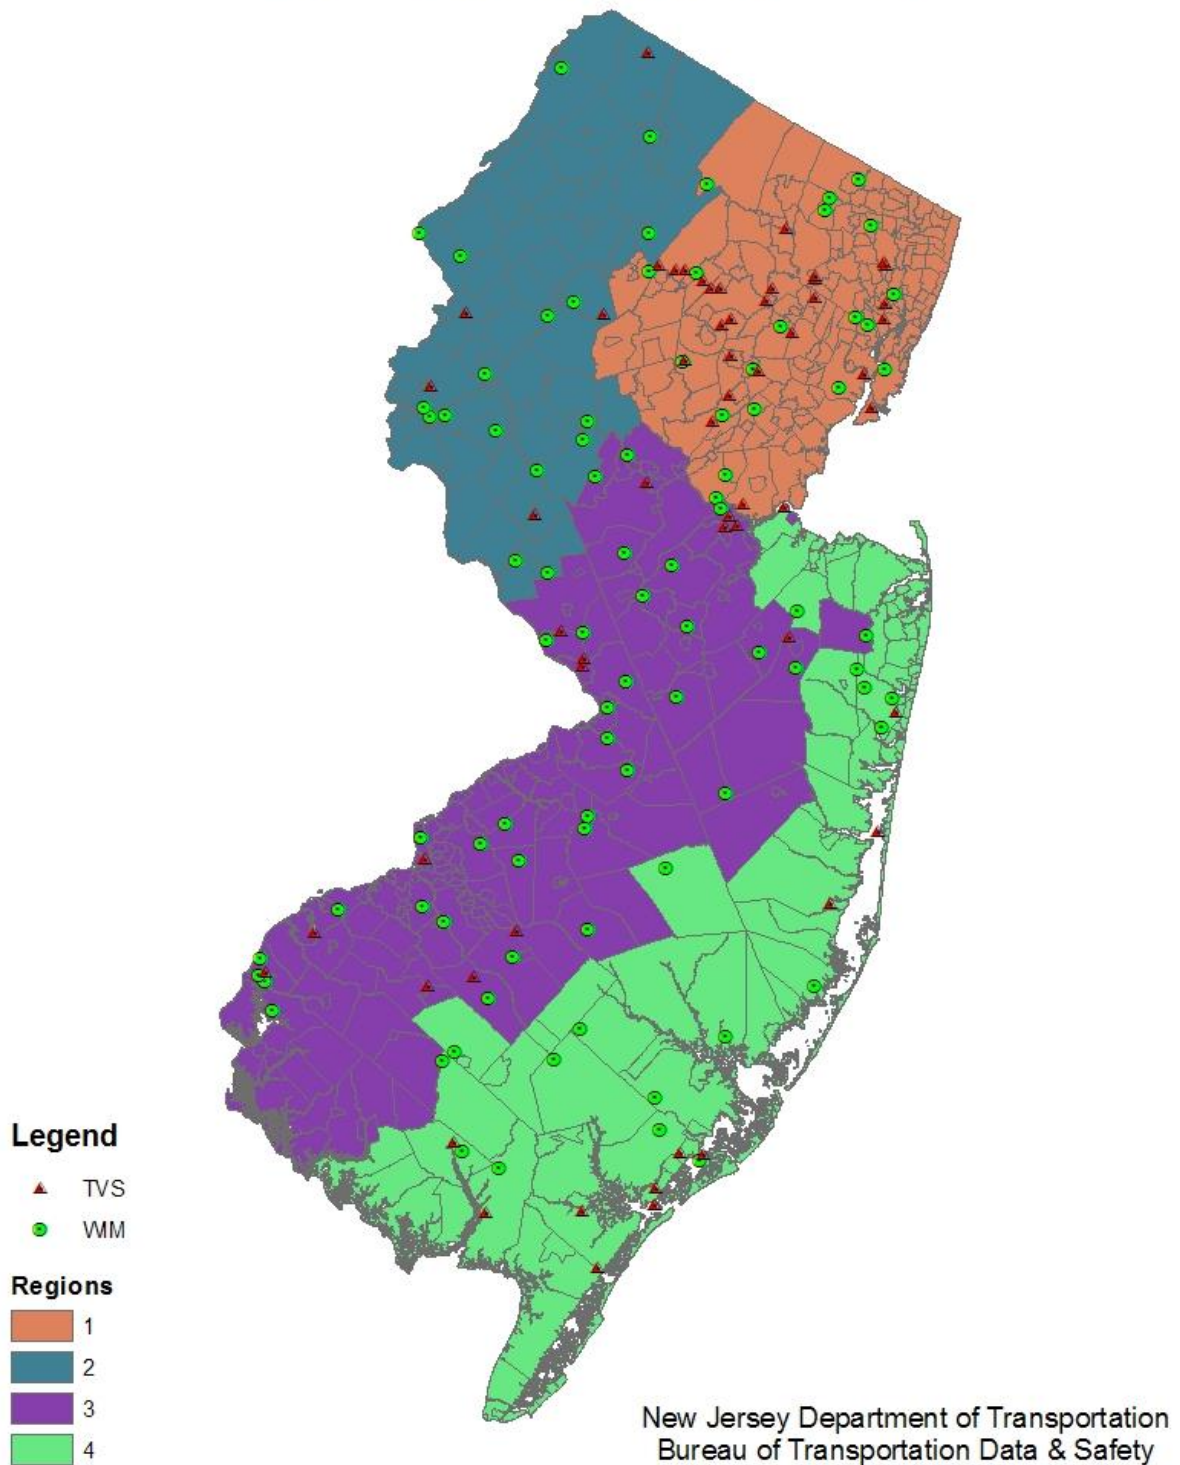 Legend
TVS
WIM
Regions
1
2
3
4
New Jersey Department of Transportation
Bureau of Transportation Data & Safety